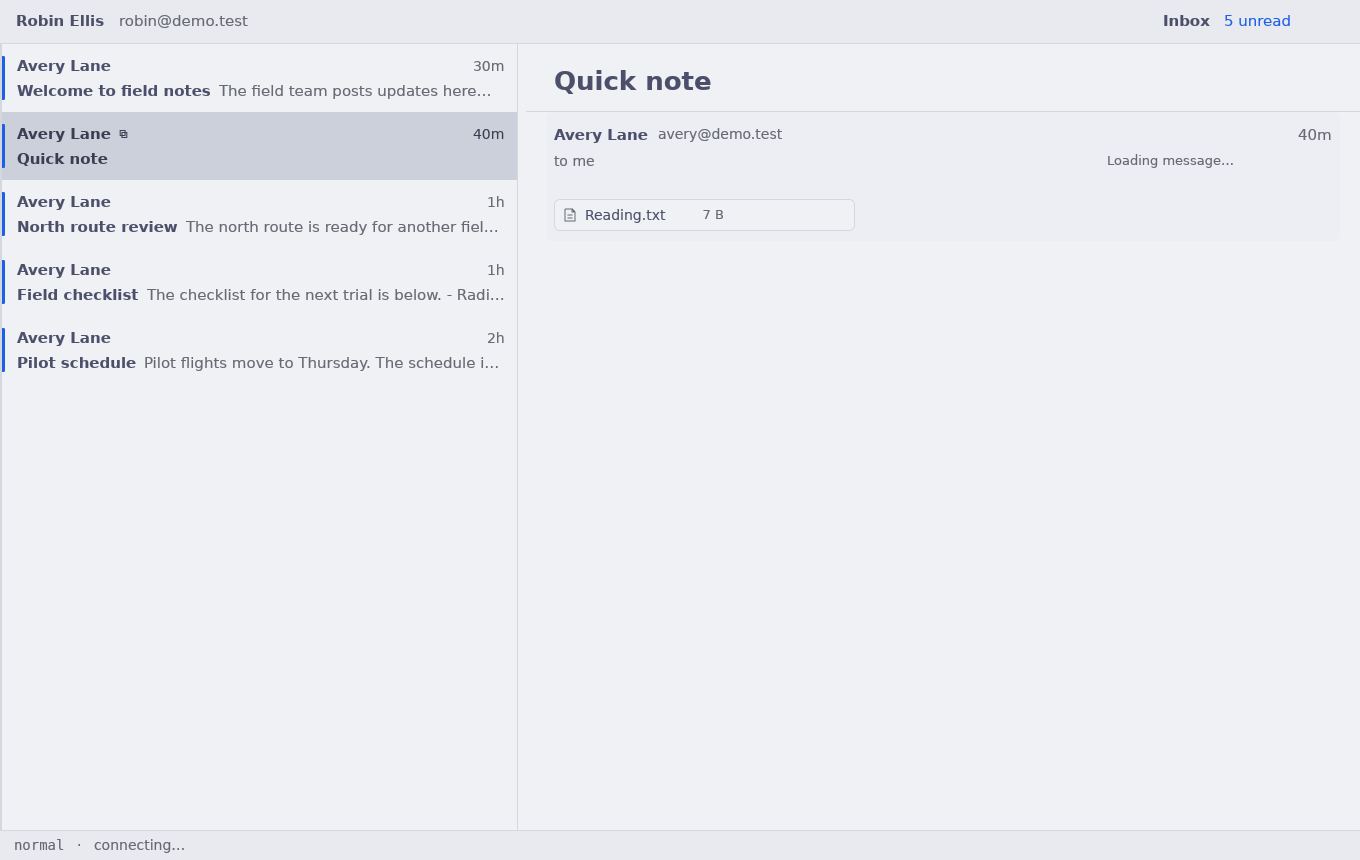 Robin Ellis robin@demo.test
Inbox 5 unread
Avery Lane 30m
Welcome to field notes The field team posts updates here…
Avery Lane 40m
Quick note
Avery Lane 1h
North route review The north route is ready for another fiel…
Avery Lane 1h
Field checklist The checklist for the next trial is below. - Radi…
Avery Lane 2h
Pilot schedule Pilot flights move to Thursday. The schedule i…
Quick note
Avery Lane avery@demo.test 40m
to me Loading message…
Reading.txt 7 B
normal · connecting…